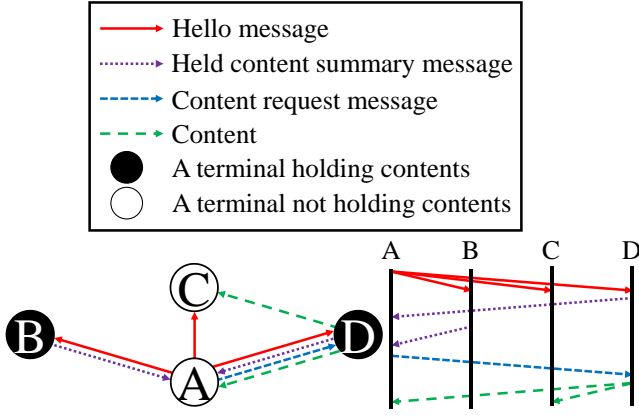 Hello message
Held content summary message
Content request message
Content
A terminal holding contents
A terminal not holding contents
A B C D
C
B
D
A